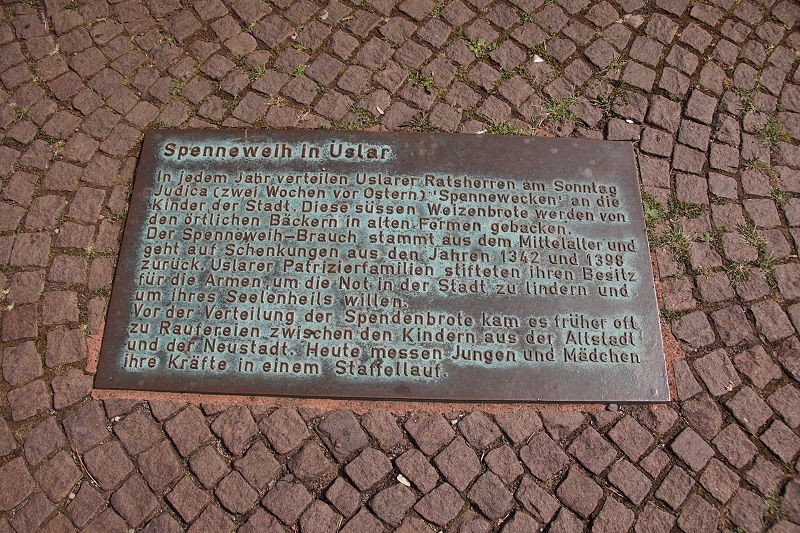 Spenneweih in Uslar
In jedem Jahr verteilen Uslarer Ratsherren am Sonntag
Judica (zwei Wochen vor Ostern) "Spennewecken" an die
Kinder der Stadt. Diese süssen Weizenbrote werden von
den örtlichen Bäckern in alten Formen gebacken.
Der Spenneweih-Brauch stammt aus dem Mittelalter und
geht auf Schenkungen aus den Jahren 1342 und 1398
zurück. Uslarer Patrizierfamilien stifteten ihren Besitz
für die Armen, um die Not in der Stadt zu lindern und
um ihres Seelenheils willen.
Vor der Verteilung der Spendenbrote kam es früher oft
zu Raufereien zwischen den Kindern aus der Altstadt
und der Neustadt. Heute messen Jungen und Mädchen
ihre Kräfte in einem Staffellauf.